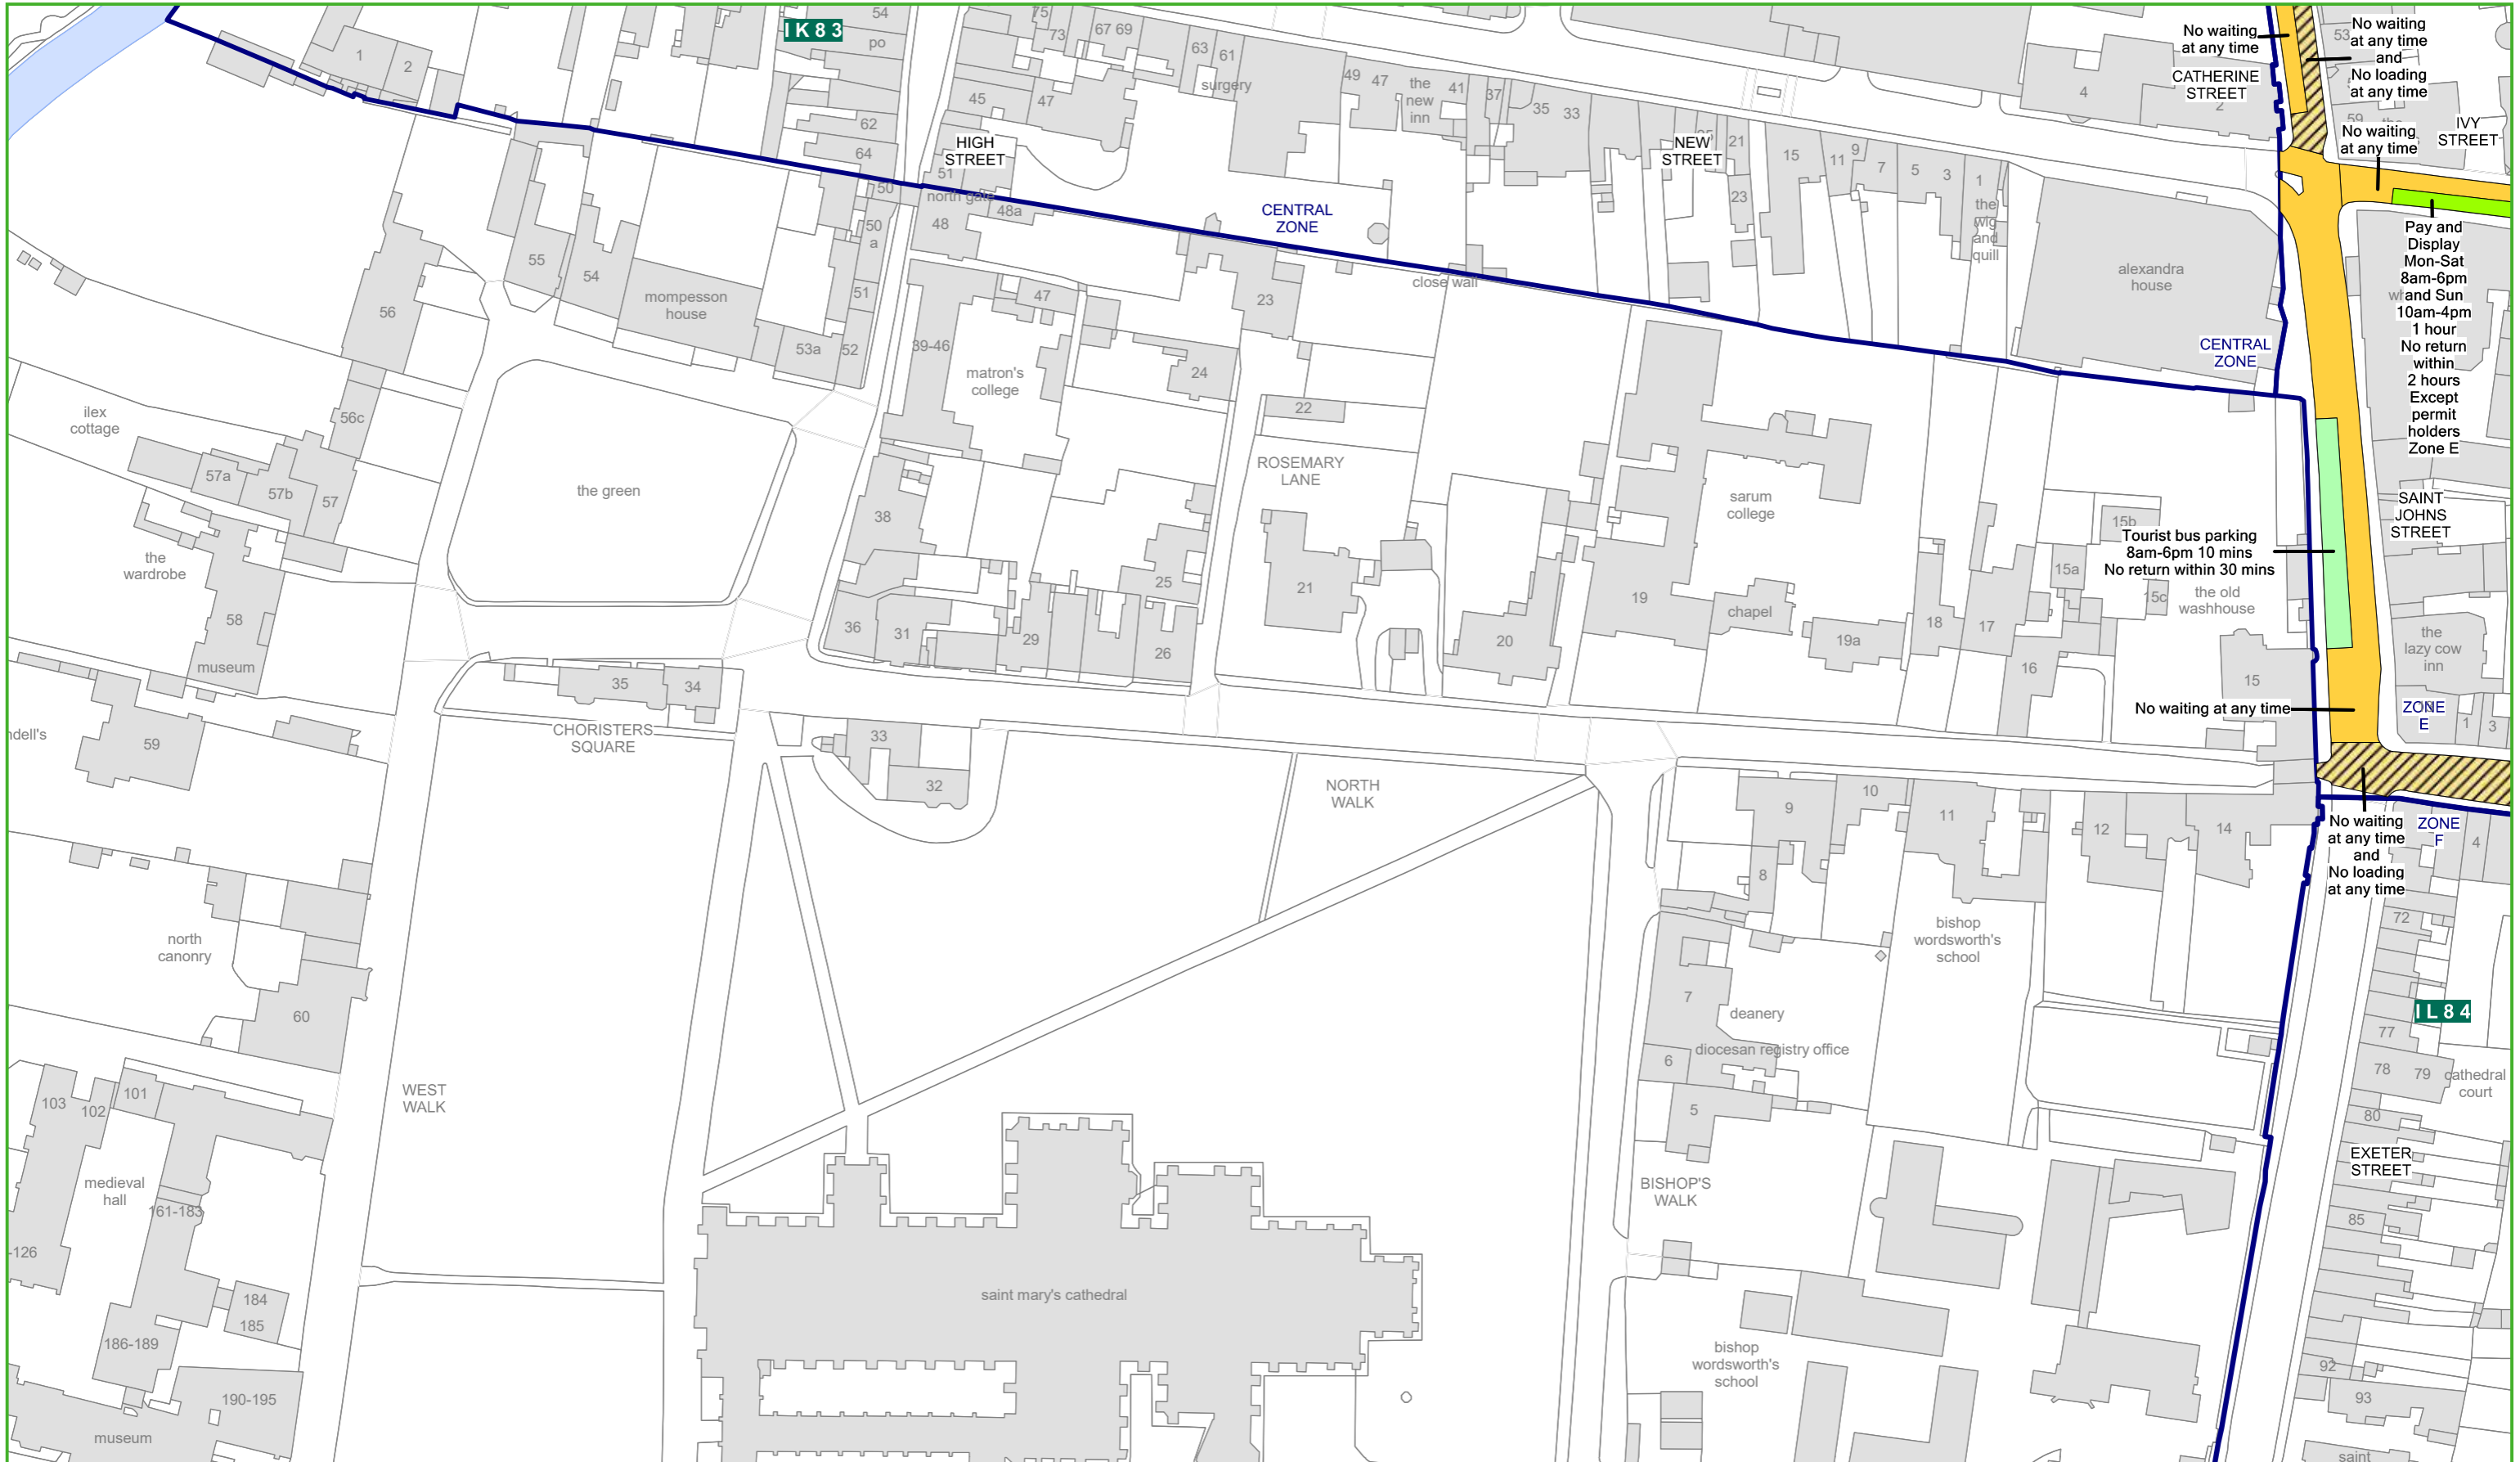 IK83
54
po
62
64
50
50
a
51
52
53a
1
2
75
73
67 69
63
61
surgery
49
47
the
new
inn
41
37
35
33
45
47
HIGH
STREET
51
north gate
48a
48
NEW
STREET
21
23
15
11
9
7
5
3
1
the
wig
and
quill
4
2
CATHERINE
STREET
No waiting
at any time
No waiting
at any time
and
No loading
at any time
53
59
No waiting
at any time
IVY
STREET
Pay and
Display
Mon-Sat
8am-6pm
and Sun
10am-4pm
1 hour
No return
within
2 hours
Except
permit
holders
Zone E
CENTRAL
ZONE
close wall
alexandra
house
CENTRAL
ZONE
55
54
56
mompesson
house
56c
ilex
cottage
57a
57b
57
the
wardrobe
58
museum
the green
39-46
47
matron's
college
23
24
22
ROSEMARY
LANE
38
25
21
36
31
29
26
20
19
sarum
college
chapel
19a
18
17
16
15b
15a
15c
the old
washhouse
15
Tourist bus parking
8am-6pm 10 mins
No return within 30 mins
SAINT
JOHNS
STREET
the
lazy cow
inn
No waiting at any time
ZONE
E
1
3
35
34
CHORISTERS
SQUARE
33
32
NORTH
WALK
ndell's
59
9
10
11
12
14
8
No waiting
at any time
and
No loading
at any time
ZONE
F
4
72
north
canonry
60
bishop
wordsworth's
school
7
deanery
diocesan registry office
6
5
IL84
77
78
79
cathedral
court
80
EXETER
STREET
85
92
93
saint
WEST
WALK
103
102
101
medieval
hall
161-183
-126
184
185
186-189
190-195
museum
saint mary's cathedral
BISHOP'S
WALK
bishop
wordsworth's
school